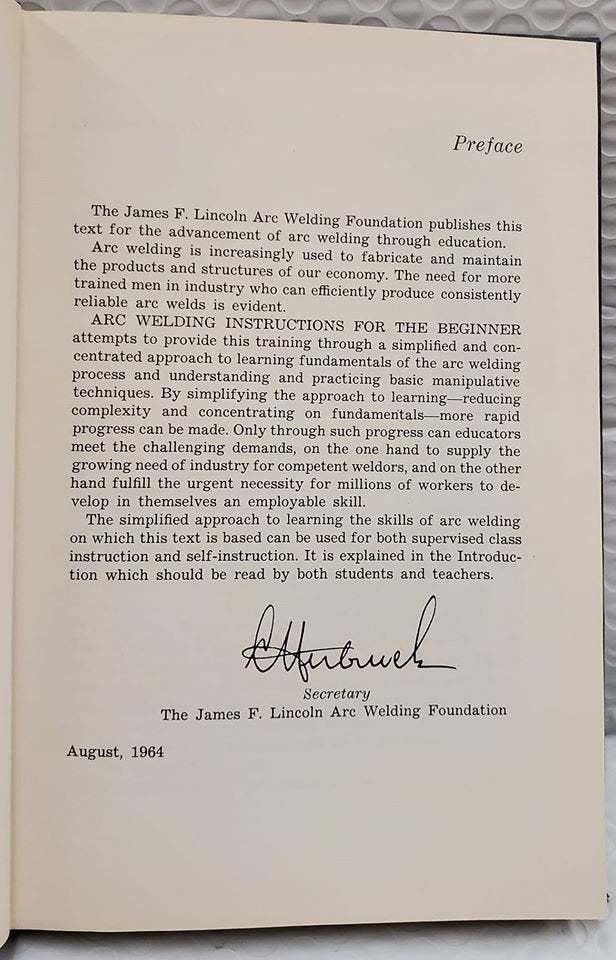 Preface
The James F. Lincoln Arc Welding Foundation publishes this
text for the advancement of arc welding through education.
Arc welding is increasingly used to fabricate and maintain
the products and structures of our economy. The need for more
trained men in industry who can efficiently produce consistently
reliable arc welds is evident.
ARC WELDING INSTRUCTIONS FOR THE BEGINNER
attempts to provide this training through a simplified and con-
centrated approach to learning fundamentals of the arc welding
process and understanding and practicing basic manipulative
techniques. By simplifying the approach to learning—reducing
complexity and concentrating on fundamentals—more rapid
progress can be made. Only through such progress can educators
meet the challenging demands, on the one hand to supply the
growing need of industry for competent weldors, and on the other
hand fulfill the urgent necessity for millions of workers to de-
velop in themselves an employable skill.
The simplified approach to learning the skills of arc welding
on which this text is based can be used for both supervised class
instruction and self-instruction. It is explained in the Introduc-
tion which should be read by both students and teachers.
Secretary
The James F. Lincoln Arc Welding Foundation
August, 1964